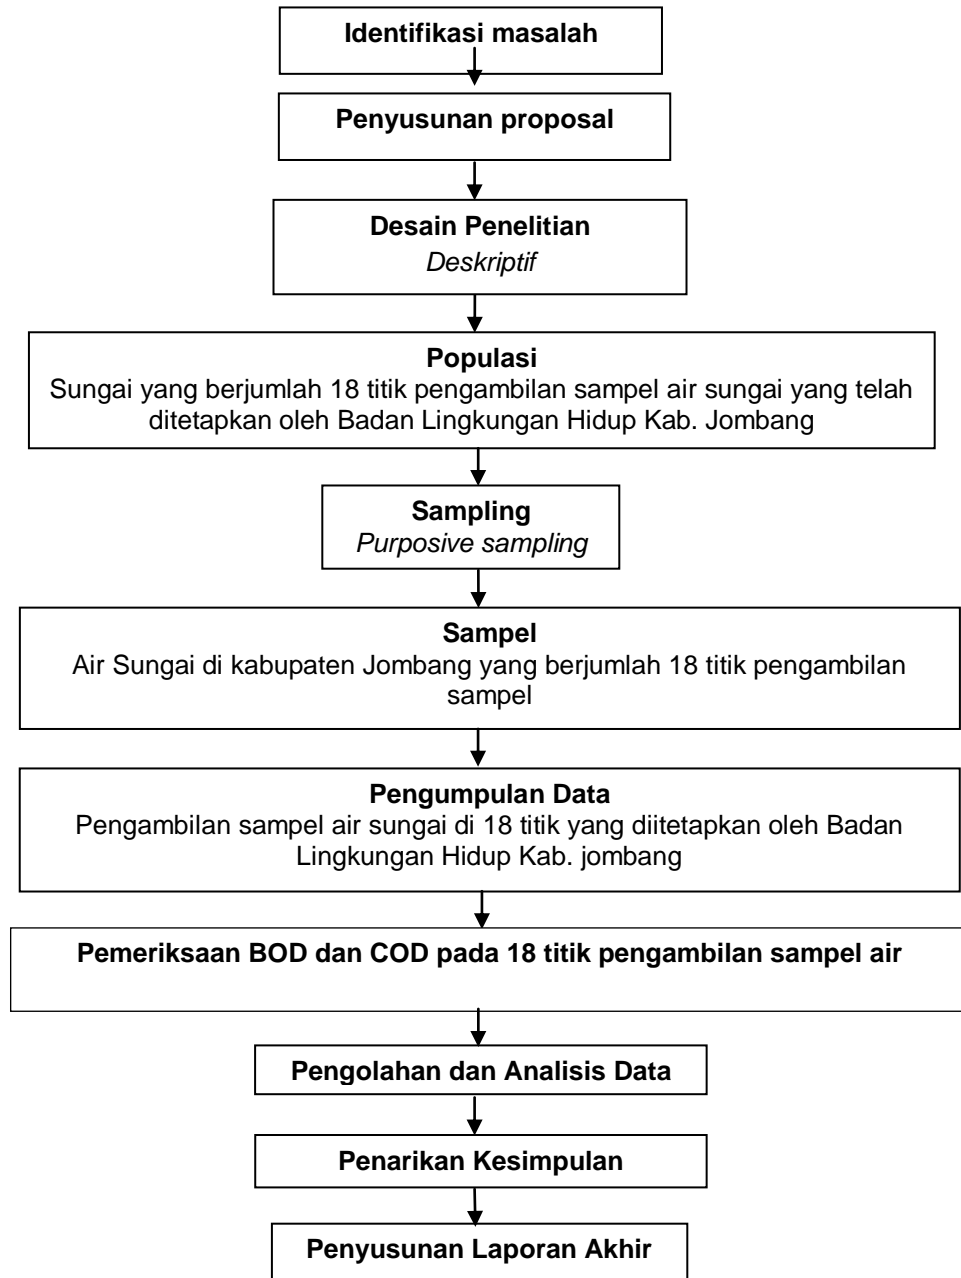 Identifikasi masalah
Penyusunan proposal
Desain Penelitian
Deskriptif
Populasi
Sungai yang berjumlah 18 titik pengambilan sampel air sungai yang telah
ditetapkan oleh Badan Lingkungan Hidup Kab. Jombang
Sampling
Purposive sampling
Sampel
Air Sungai di kabupaten Jombang yang berjumlah 18 titik pengambilan
sampel
Pengumpulan Data
Pengambilan sampel air sungai di 18 titik yang diitetapkan oleh Badan
Lingkungan Hidup Kab. jombang
Pemeriksaan BOD dan COD pada 18 titik pengambilan sampel air
Pengolahan dan Analisis Data
Penarikan Kesimpulan
Penyusunan Laporan Akhir